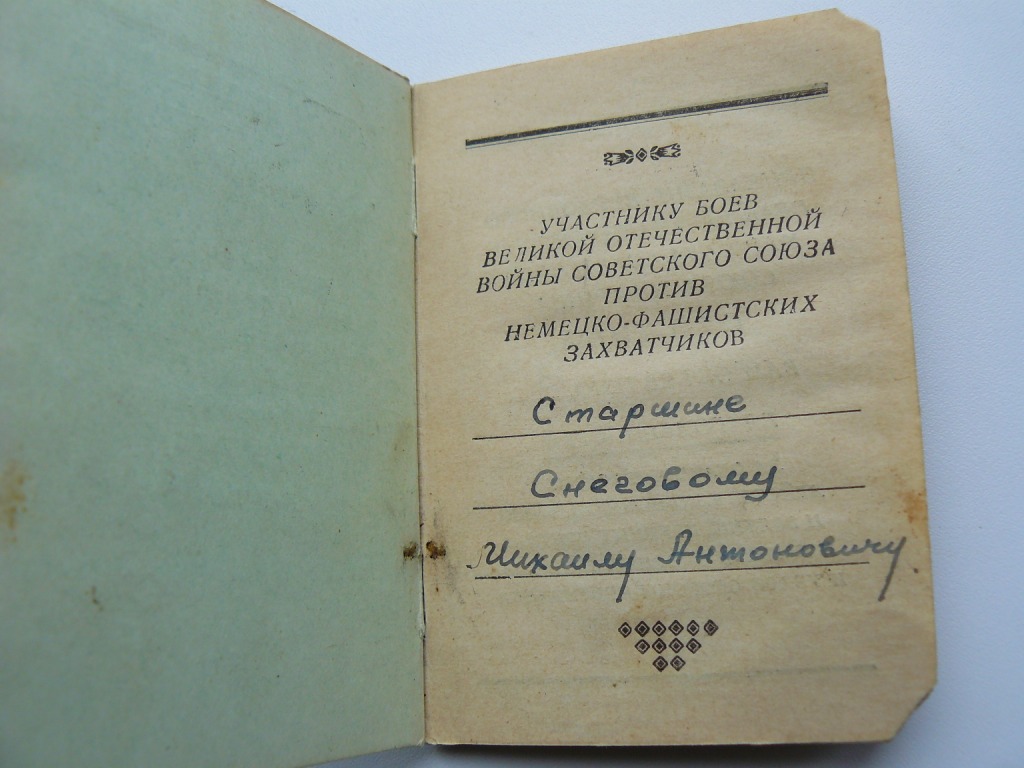 УЧАСТНИКУ БОЕВ
ВЕЛИКОЙ ОТЕЧЕСТВЕННОЙ
ВОЙНЫ СОВЕТСКОГО СОЮЗА
ПРОТИВ
НЕМЕЦКО-ФАШИСТСКИХ
ЗАХВАТЧИКОВ
Старшине
Снеговому
Михаилу Антоновичу